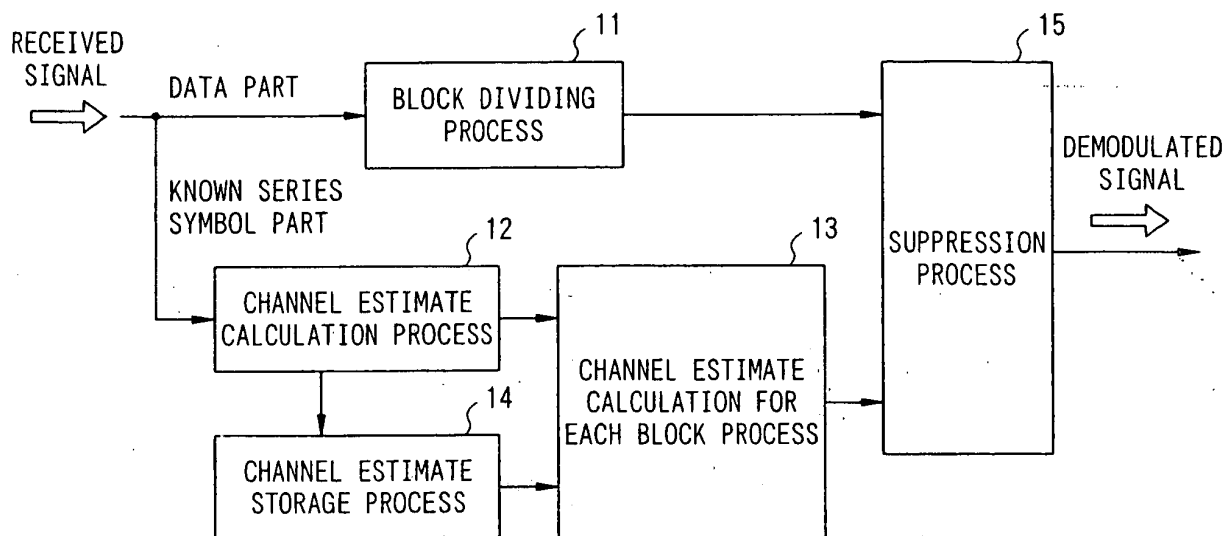 RECEIVED
SIGNAL
DATA PART
11
BLOCK DIVIDING
PROCESS
15
SUPPRESSION
PROCESS
DEMODULATED
SIGNAL
KNOWN SERIES
SYMBOL PART
12
CHANNEL ESTIMATE
CALCULATION PROCESS
13
CHANNEL ESTIMATE
CALCULATION FOR
EACH BLOCK PROCESS
14
CHANNEL ESTIMATE
STORAGE PROCESS